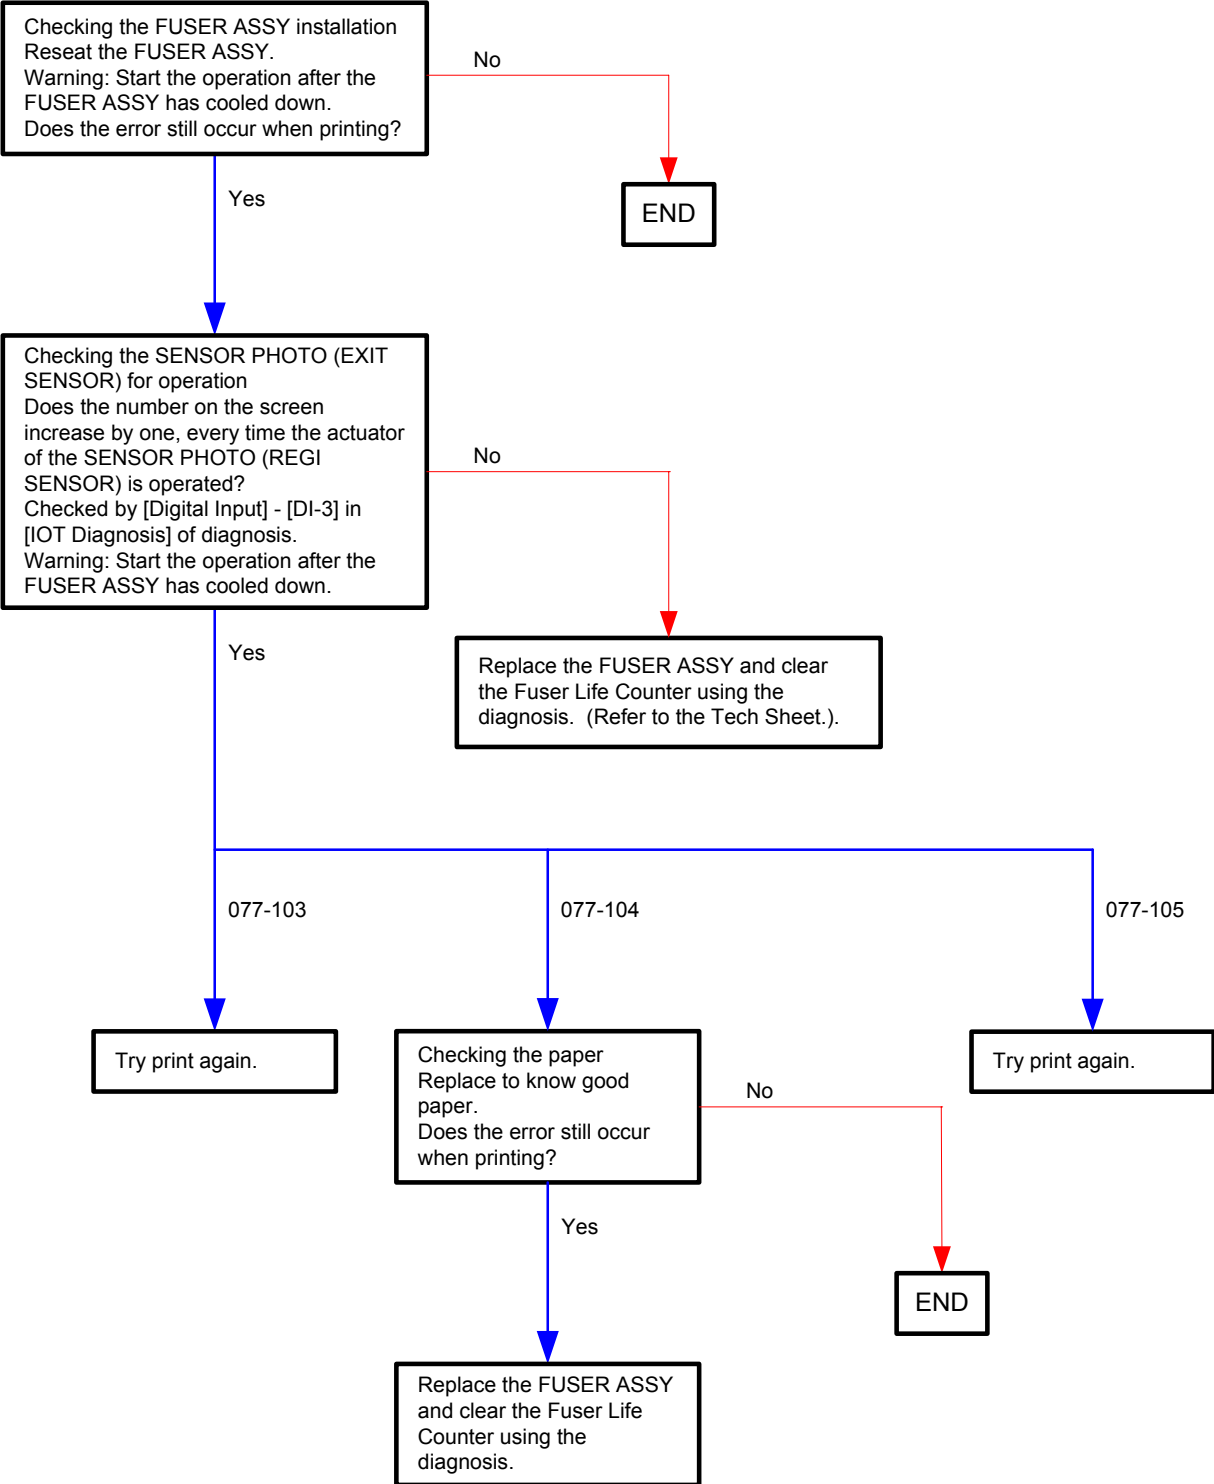 Checking the FUSER ASSY installation
Reseat the FUSER ASSY.
Warning: Start the operation after the
FUSER ASSY has cooled down.
Does the error still occur when printing?
No
END
Yes
Checking the SENSOR PHOTO (EXIT
SENSOR) for operation
Does the number on the screen
increase by one, every time the actuator
of the SENSOR PHOTO (REGI
SENSOR) is operated?
Checked by [Digital Input] - [DI-3] in
[IOT Diagnosis] of diagnosis.
Warning: Start the operation after the
FUSER ASSY has cooled down.
No
Replace the FUSER ASSY and clear
the Fuser Life Counter using the
diagnosis.  (Refer to the Tech Sheet.).
Yes
077-103
077-104
077-105
Try print again.
Checking the paper
Replace to know good
paper.
Does the error still occur
when printing?
Try print again.
No
END
Yes
Replace the FUSER ASSY
and clear the Fuser Life
Counter using the
diagnosis.